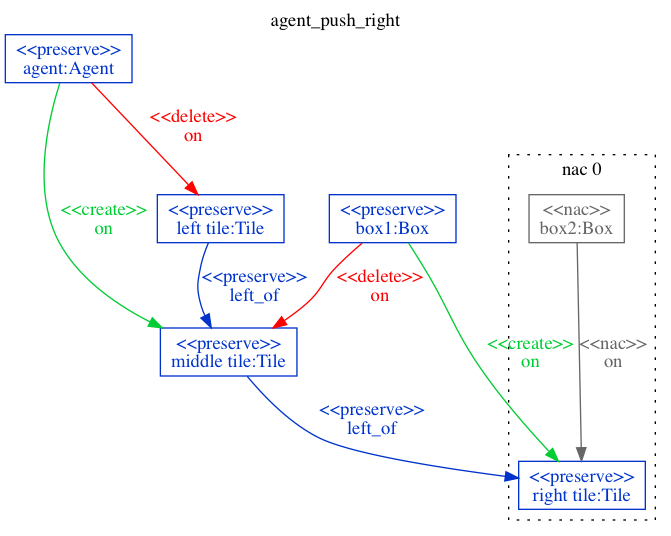 agent_push_right
<<preserve>>
agent:Agent
<<delete>>
on
nac 0
<<create>>
on
<<preserve>>
left tile:Tile
<<preserve>>
box1:Box
<<nac>>
box2:Box
<<preserve>>
left_of
<<delete>>
on
<<create>>
on
<<nac>>
on
<<preserve>>
middle tile:Tile
<<preserve>>
left_of
<<preserve>>
right tile:Tile